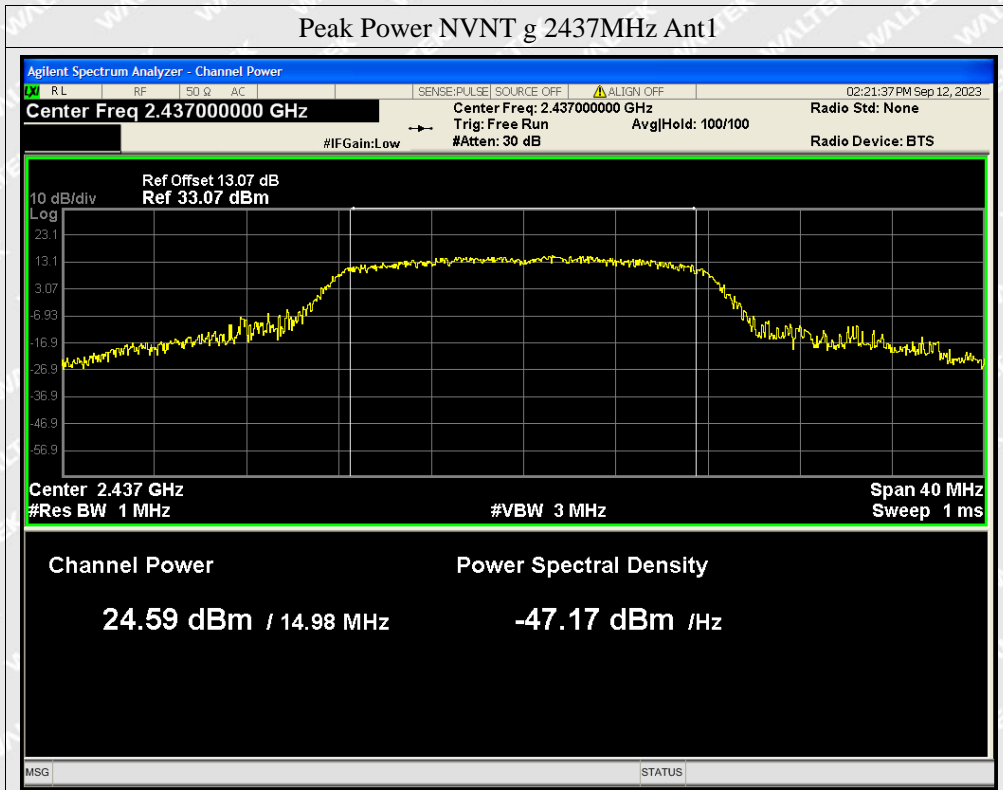 Peak Power NVNT g 2437MHz Ant1
Agilent Spectrum Analyzer - Channel Power
LXI RL RF 50 Ω AC SENSE:PULSE SOURCE OFF ALIGN OFF 02:21:37 PM Sep 12, 2023
Center Freq 2.437000000 GHz Center Freq: 2.437000000 GHz Radio Std: None
Trig: Free Run Avg|Hold: 100/100
#IFGain:Low #Atten: 30 dB Radio Device: BTS
Ref Offset 13.07 dB
10 dB/div Ref 33.07 dBm
Log
23.1
13.1
3.07
-6.93
-16.9
-26.9
-36.9
-46.9
-56.9
Center 2.437 GHz Span 40 MHz
#Res BW 1 MHz #VBW 3 MHz Sweep 1 ms
Channel Power Power Spectral Density
24.59 dBm / 14.98 MHz -47.17 dBm /Hz
MSG STATUS
WALTEK